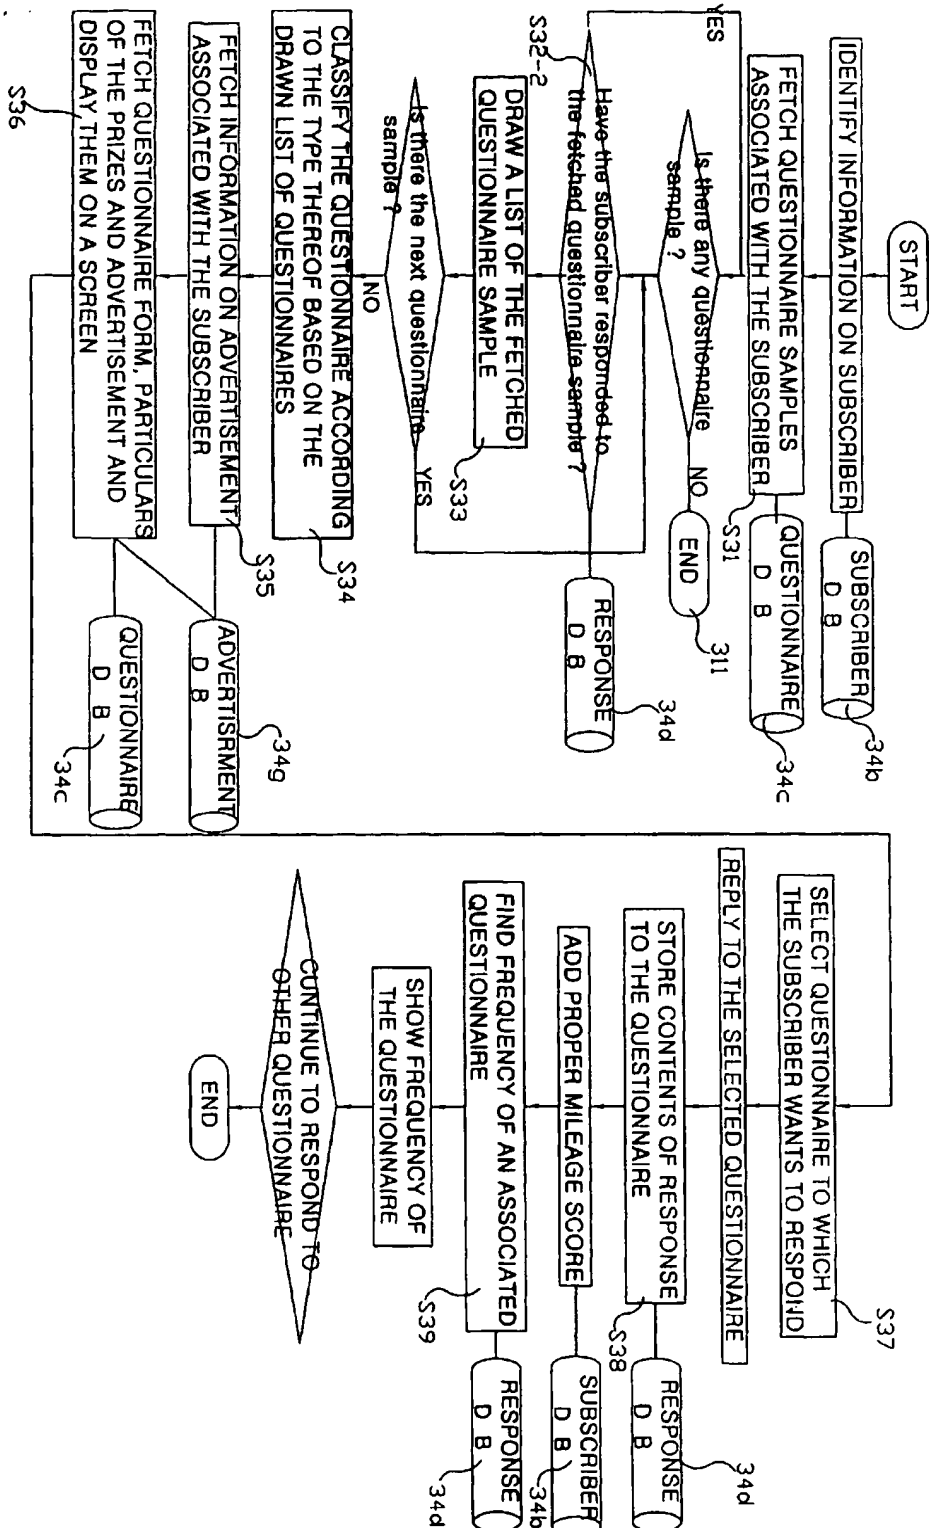 START
IDENTIFY INFORMATION ON SUBSCRIBER
SUBSCRIBER
D B
34b
FETCH QUESTIONNAIRE SAMPLES
ASSOCIATED WITH THE SUBSCRIBER
S31
QUESTIONNAIRE
D B
34c
YES
Is there any questionnaire
sample ?
NO
END
311
S32-2
Have the subscriber responded to
the fetched questionnaire sample ?
RESPONSE
D B
34d
DRAW A LIST OF THE FETCHED
QUESTIONNAIRE SAMPLE
S33
Is there the next questionnaire
sample ?
YES
NO
CLASSIFY THE QUESTIONNAIRE ACCORDING
TO THE TYPE THEREOF BASED ON THE
DRAWN LIST OF QUESTIONNAIRES
S34
FETCH INFORMATION ON ADVERTISEMENT
ASSOCIATED WITH THE SUBSCRIBER
S35
ADVERTISRMENT
D B
34g
FETCH QUESTIONNAIRE FORM, PARTICULARS
OF THE PRIZES AND ADVERTISEMENT AND
DISPLAY THEM ON A SCREEN
S36
QUESTIONNAIRE
D B
34c
SELECT QUESTIONNAIRE TO WHICH
THE SUBSCRIBER WANTS TO RESPOND
S37
REPLY TO THE SELECTED QUESTIONNAIRE
STORE CONTENTS OF RESPONSE
TO THE QUESTIONNAIRE
S38
RESPONSE
D B
34d
ADD PROPER MILEAGE SCORE
SUBSCRIBER
D B
34b
FIND FREQUENCY OF AN ASSOCIATED
QUESTIONNAIRE
S39
RESPONSE
D B
34d
SHOW FREQUENCY OF
THE QUESTIONNAIRE
CUNTINUE TO RESPOND TO
OTHER QUESTIONNAIRE
END